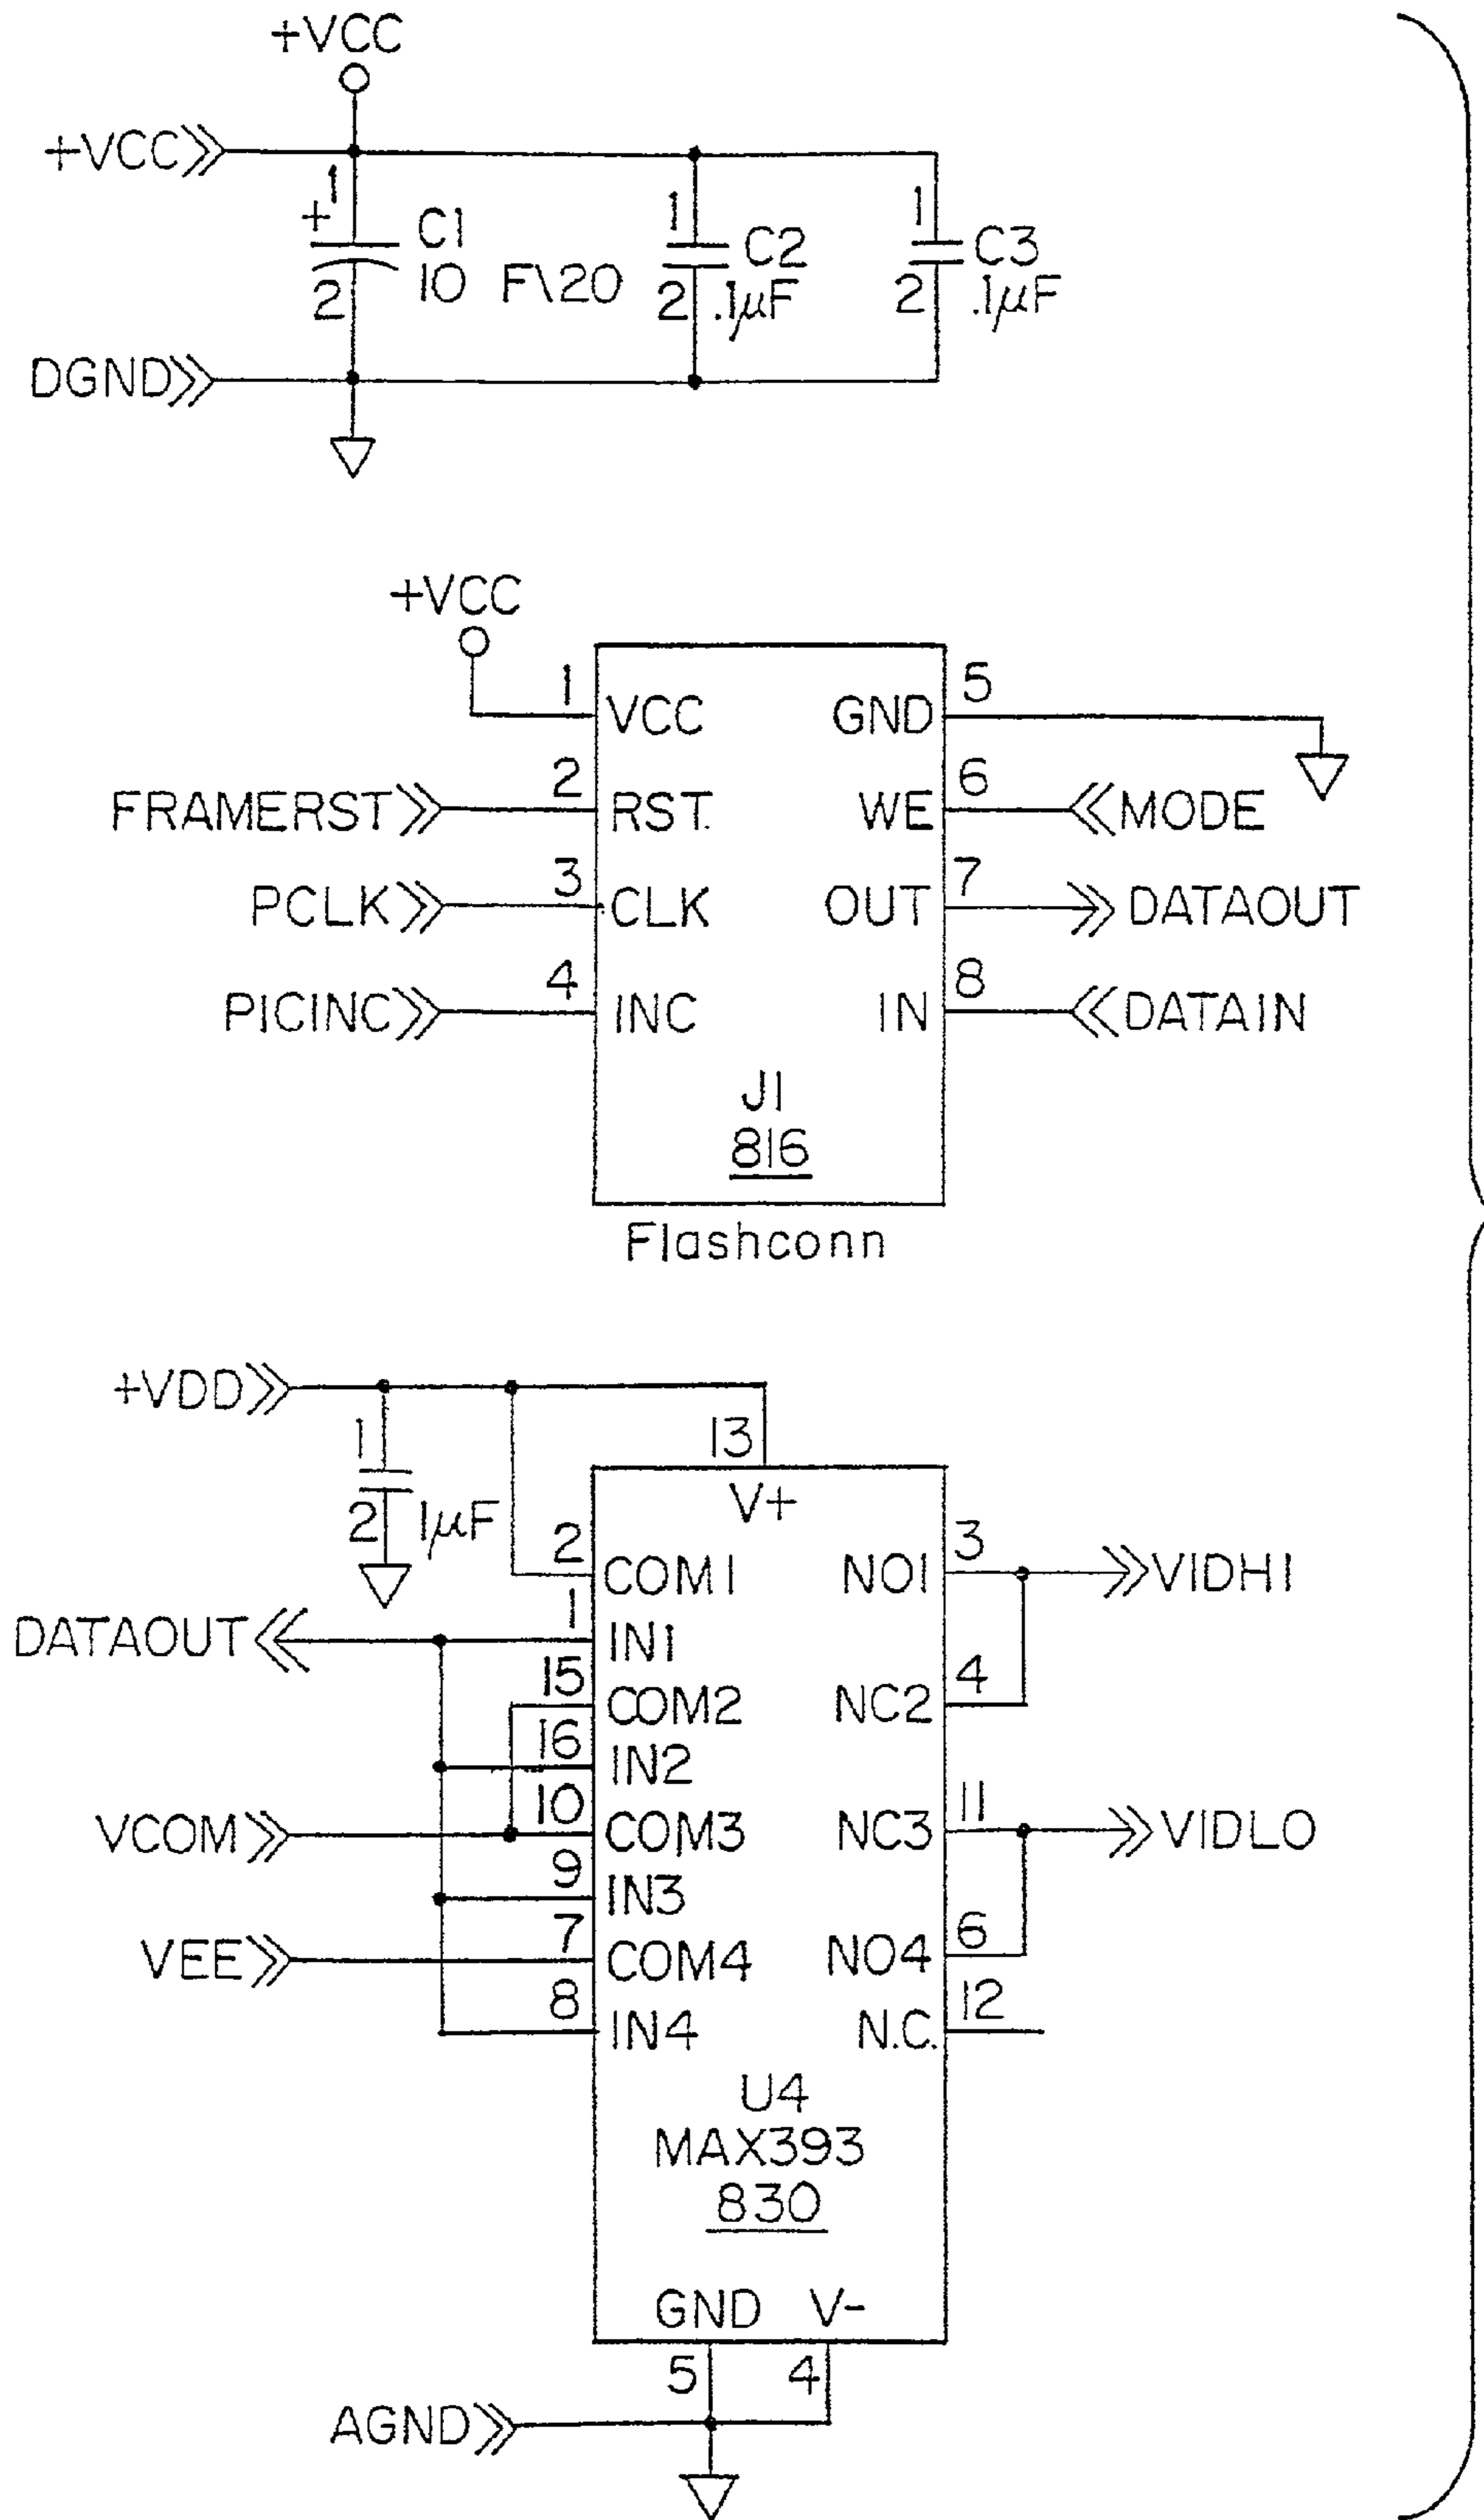 +VCC
+VCC
1
+
C1
10 F\20
2
1
C2
2
.1µF
1
C3
2
.1µF
DGND
+VCC
1
VCC
GND
5
FRAMERST
2
RST
WE
6
MODE
PCLK
3
CLK
OUT
7
DATAOUT
PICINC
4
INC
IN
8
DATAIN
J1
816
Flashconn
+VDD
1
2
1µF
13
V+
2
COM1
NO1
3
VIDHI
DATAOUT
1
IN1
15
COM2
NC2
4
16
IN2
VCOM
10
COM3
NC3
11
VIDLO
9
IN3
VEE
7
COM4
NO4
6
8
IN4
N.C.
12
U4
MAX393
830
GND V-
5
4
AGND